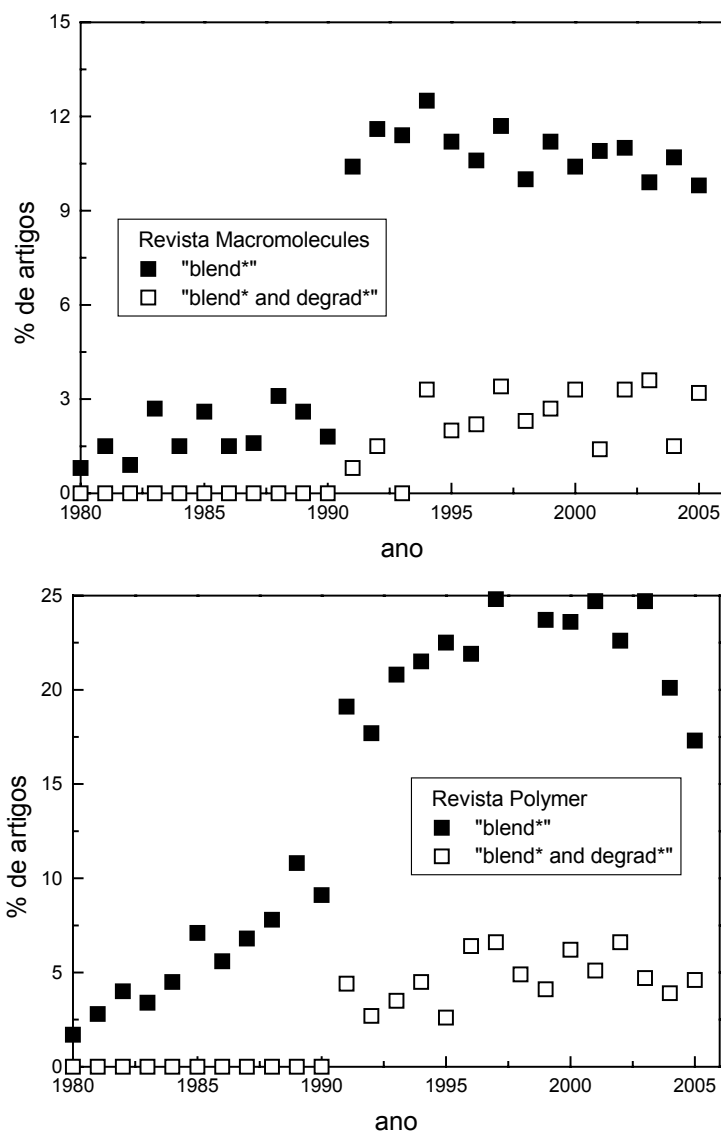 15
12
9
6
3
0
% de artigos
Revista Macromolecules
"blend*"
"blend* and degrad*"
1980 1985 1990 1995 2000 2005
ano
25
20
15
10
5
0
% de artigos
Revista Polymer
"blend*"
"blend* and degrad*"
1980 1985 1990 1995 2000 2005
ano